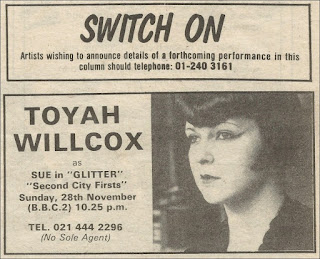 SWITCH ON
Artists wishing to announce details of a forthcoming performance in this
column should telephone: 01-240 3161
TOYAH
WILLCOX
as
SUE in "GLITTER"
"Second City Firsts"
Sunday, 28th November
(B.B.C.2) 10.25 p.m.
TEL. 021 444 2296
(No Sole Agent)